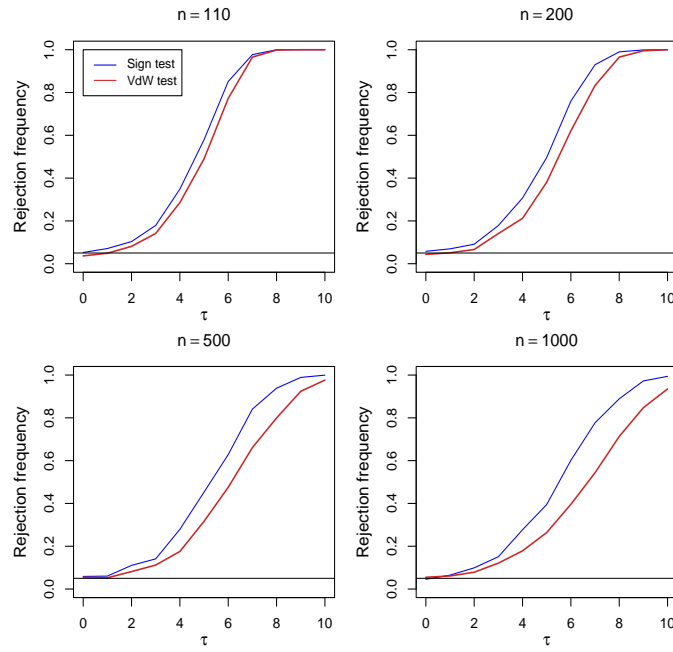 n = 110
Rejection frequency
0.0 0.2 0.4 0.6 0.8 1.0
Sign test
VdW test
0 2 4 6 8 10
τ
n = 200
Rejection frequency
0.0 0.2 0.4 0.6 0.8 1.0
0 2 4 6 8 10
τ
n = 500
Rejection frequency
0.0 0.2 0.4 0.6 0.8 1.0
0 2 4 6 8 10
τ
n = 1000
Rejection frequency
0.0 0.2 0.4 0.6 0.8 1.0
0 2 4 6 8 10
τ